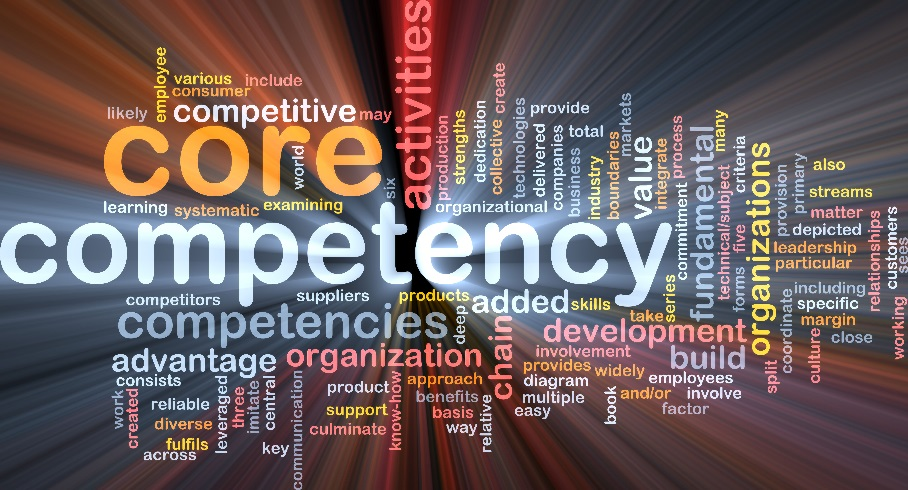 activities
employee
various
include
consumer
likely
competitive
may
core
world
six
production
strengths
dedication
collective
create
technologies
provide
delivered
companies
total
business
industry
boundaries
markets
value
integrate
process
commitment
fundamental
technical/subject
many
criteria
five
forms
organizations
provision
primary
also
streams
matter
depicted
leadership
particular
relationships
customers
sees
working
learning
systematic
examining
organizational
competency
competitors
suppliers
products
added
skills
series
take
coordinate
including
specific
margin
close
culture
split
competencies
deep
development
build
advantage
organization
chain
involvement
provides
widely
consists
product
know-how
approach
diagram
employees
work
created
reliable
leveraged
three
imitate
central
communication
benefits
multiple
book
and/or
involve
diverse
support
basis
relative
easy
factor
fulfils
culminate
way
across
key